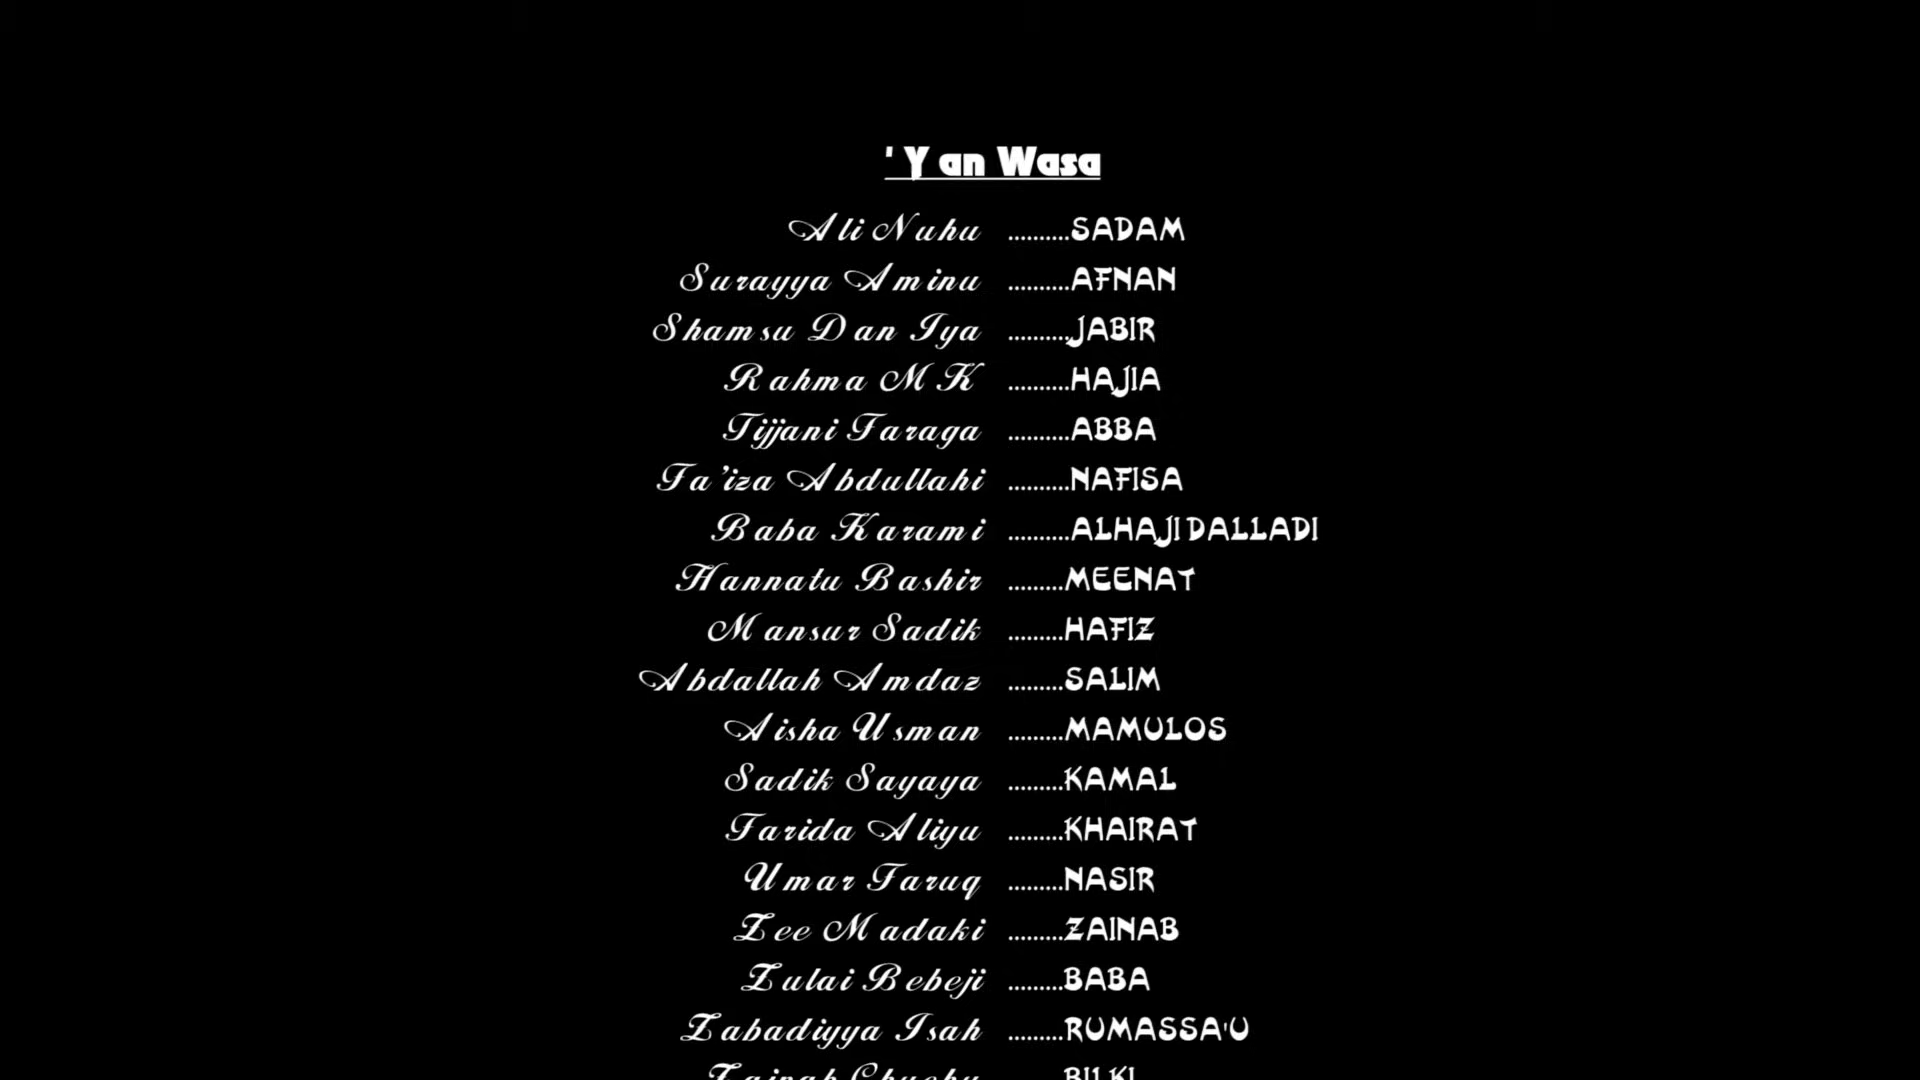 'Yan Wasa
Ali Nuhu ..........SADAM
Surayya Aminu ..........AFNAN
Shamsu Dan Iya ..........JABIR
Rahma MK ..........HAJIA
Tijjani Faraga ..........ABBA
Fa'iza Abdullahi ..........NAFISA
Baba Karami ..........ALHAJI DALLADI
Hannatu Bashir .........MEENAT
Mansur Sadik .........HAFIZ
Abdallah Amdaz .........SALIM
Aisha Usman .........MAMULOS
Sadik Sayaya .........KAMAL
Farida Aliyu .........KHAIRAT
Umar Faruq .........NASIR
Zee Madaki .........ZAINAB
Zulai Bebeji .........BABA
Zabadiyya Isah .........RUMASSA'U